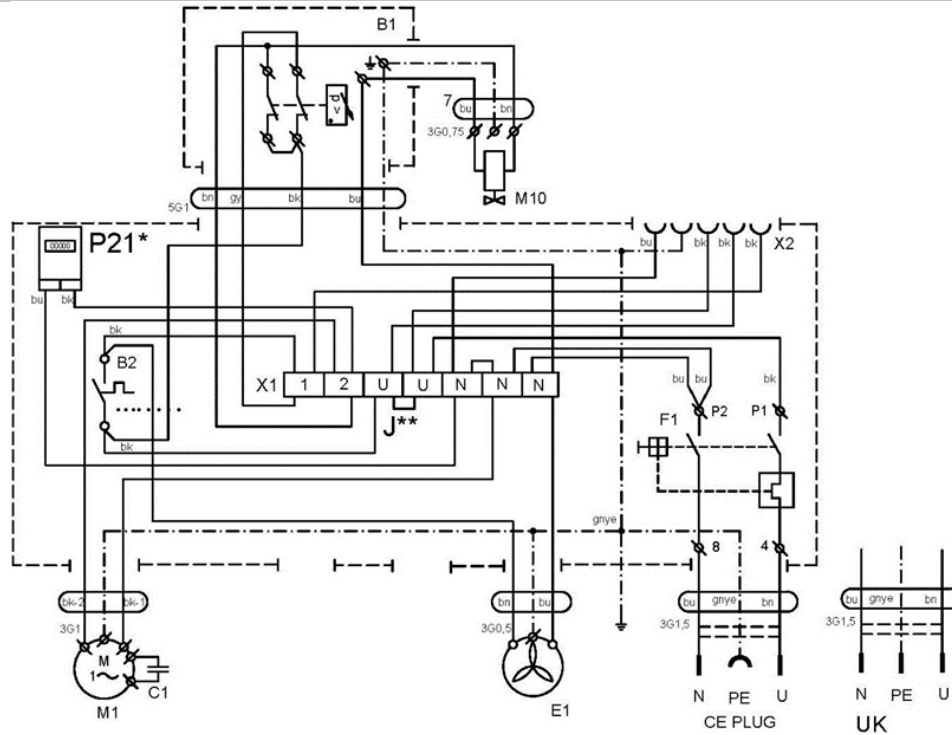 B1
<p
7
bu
bn
3G0,75
M10
bn
gy
bk
bu
5G1
00000
P21*
bu
bk
bk
bk
bk
X2
bu
bk
bk
B2
X1
1
2
U
U
N
N
N
bu
bu
bk
J**
F1
P2
P1
bk
gnye
8
4
bk-2
bk-1
bn
bu
bu
gnye
bn
bu
gnye
bn
3G1
3G0,5
3G1,5
3G1,5
M
1~
C1
M1
E1
N
PE
U
CE PLUG
N
PE
U
UK